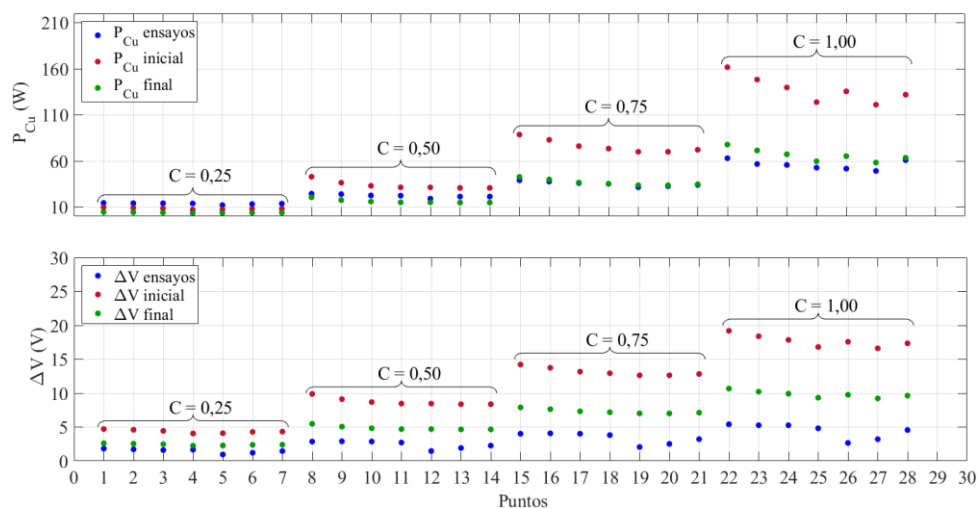 210
160
110
60
10
P_Cu (W)
P_Cu ensayos
P_Cu inicial
P_Cu final
C = 0,25
C = 0,50
C = 0,75
C = 1,00
30
25
20
15
10
5
0
ΔV (V)
ΔV ensayos
ΔV inicial
ΔV final
C = 0,25
C = 0,50
C = 0,75
C = 1,00
0 1 2 3 4 5 6 7 8 9 10 11 12 13 14 15 16 17 18 19 20 21 22 23 24 25 26 27 28 29 30
Puntos